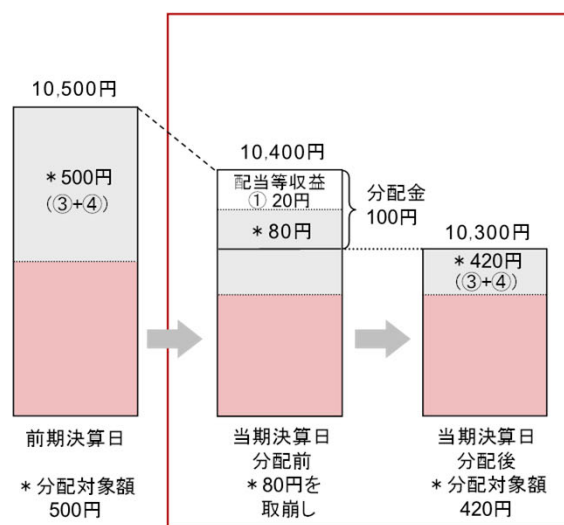 10,500円
*500円
(③+④)
前期決算日
*分配対象額
500円
10,400円
配当等収益
① 20円
*80円
分配金
100円
当期決算日
分配前
*80円を
取崩し
10,300円
*420円
(③+④)
当期決算日
分配後
*分配対象額
420円